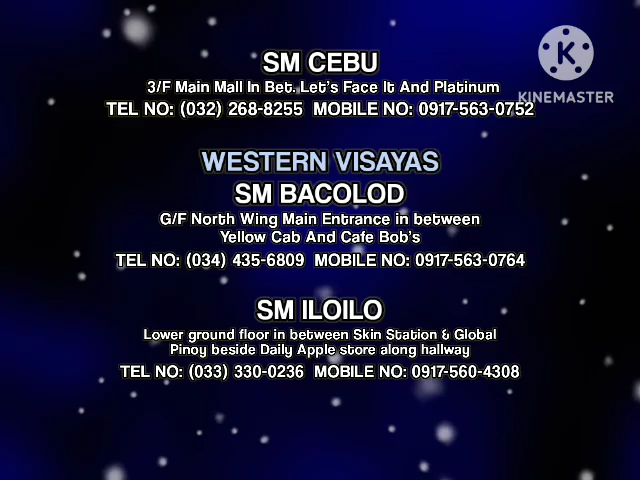 SM CEBU
3/F Main Mall In Bet. Let's Face It And Platinum
TEL NO: (032) 268-8255 MOBILE NO: 0917-563-0752
K
KINEMASTER
WESTERN VISAYAS
SM BACOLOD
G/F North Wing Main Entrance in between
Yellow Cab And Cafe Bob's
TEL NO: (034) 435-6809 MOBILE NO: 0917-563-0764
SM ILOILO
Lower ground floor in between Skin Station & Global
Pinoy beside Daily Apple store along hallway
TEL NO: (033) 330-0236 MOBILE NO: 0917-560-4308